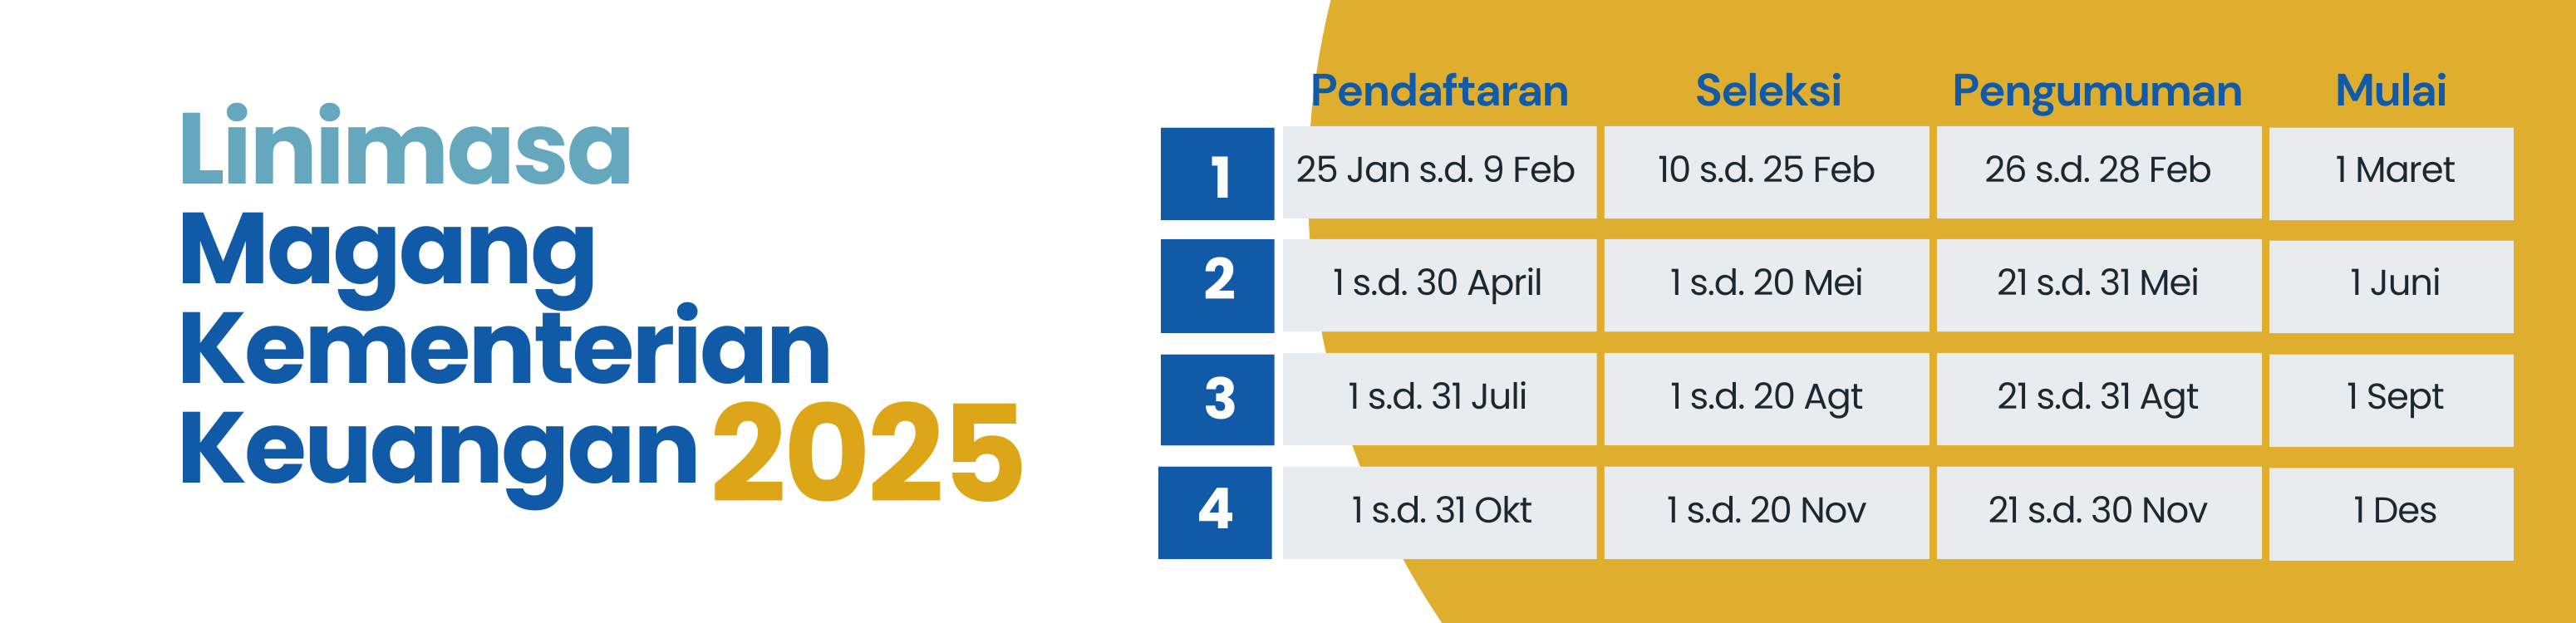 Linimasa
Magang
Kementerian
Keuangan 2025
Pendaftaran Seleksi Pengumuman Mulai
1 25 Jan s.d. 9 Feb 10 s.d. 25 Feb 26 s.d. 28 Feb 1 Maret
2 1 s.d. 30 April 1 s.d. 20 Mei 21 s.d. 31 Mei 1 Juni
3 1 s.d. 31 Juli 1 s.d. 20 Agt 21 s.d. 31 Agt 1 Sept
4 1 s.d. 31 Okt 1 s.d. 20 Nov 21 s.d. 30 Nov 1 Des